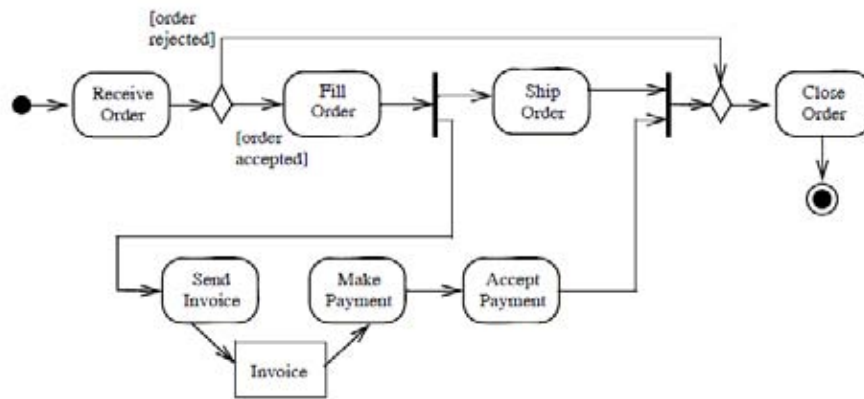 [order
rejected]
Receive
Order
Fill
Order
Ship
Order
Close
Order
[order
accepted]
Send
Invoice
Make
Payment
Accept
Payment
Invoice